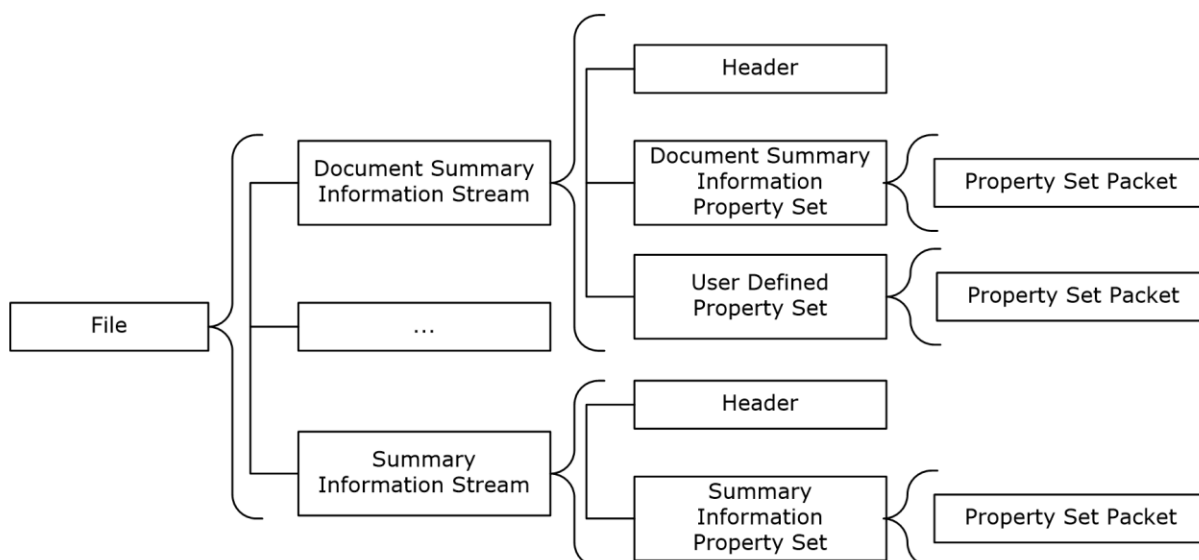 File
Document Summary
Information Stream
...
Summary
Information Stream
Header
Document Summary
Information
Property Set
User Defined
Property Set
Header
Summary
Information
Property Set
Property Set Packet
Property Set Packet
Property Set Packet